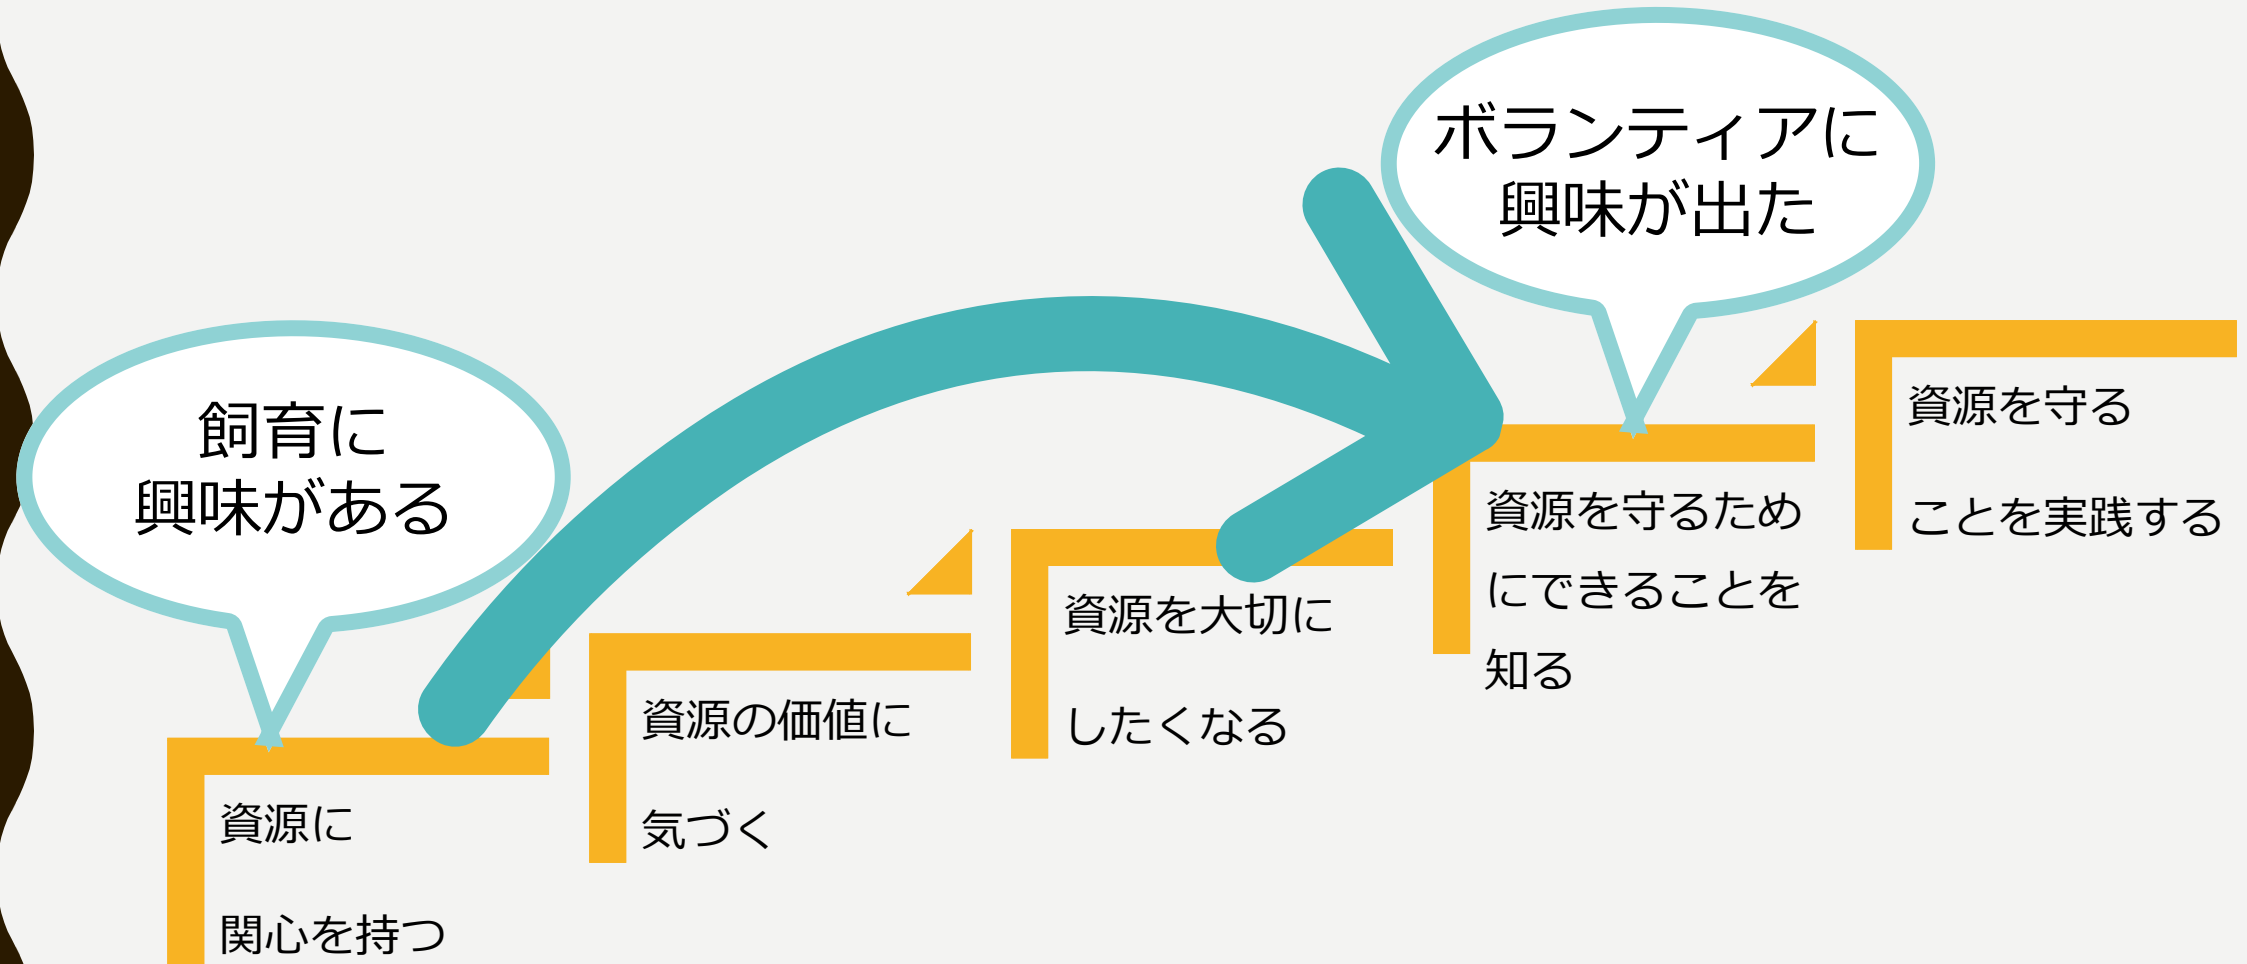 ボランティアに
興味が出た
飼育に
興味がある
資源に
関心を持つ
資源の価値に
気づく
資源を大切に
したくなる
資源を守るため
にできることを
知る
資源を守る
ことを実践する